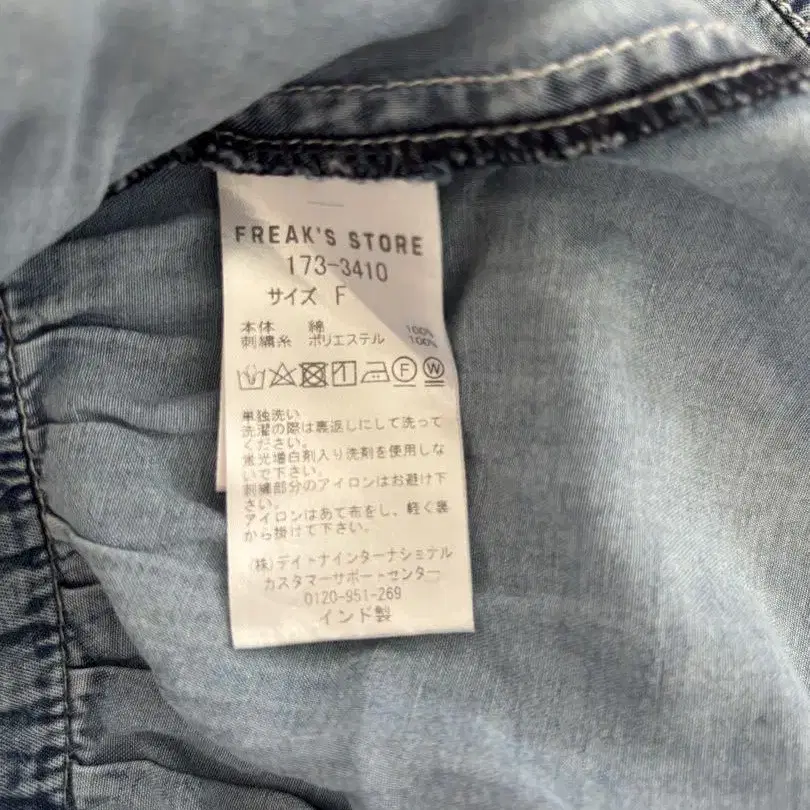 FREAK'S STORE
173-3410
サイズ F
本体 綿 100%
刺繍糸 ポリエステル 100%
F W
単独洗い
洗濯の際は裏返しにして洗って
ください。
蛍光増白剤入り洗剤を使用しな
いで下さい。
刺繍部分のアイロンはお避け下
さい。
アイロンはあて布をし、軽く裏
から掛けて下さい。
(株)デイトナインターナショナル
カスタマーサポートセンター
0120-951-269
インド製